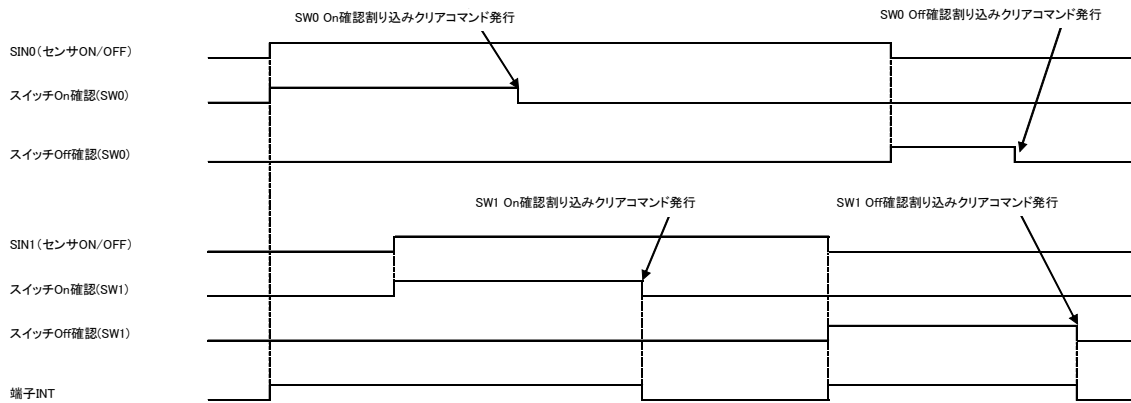 SW0 On確認割り込みクリアコマンド発行
SW0 Off確認割り込みクリアコマンド発行
SIN0(センサON/OFF)
スイッチOn確認(SW0)
スイッチOff確認(SW0)
SW1 On確認割り込みクリアコマンド発行
SW1 Off確認割り込みクリアコマンド発行
SIN1(センサON/OFF)
スイッチOn確認(SW1)
スイッチOff確認(SW1)
端子INT